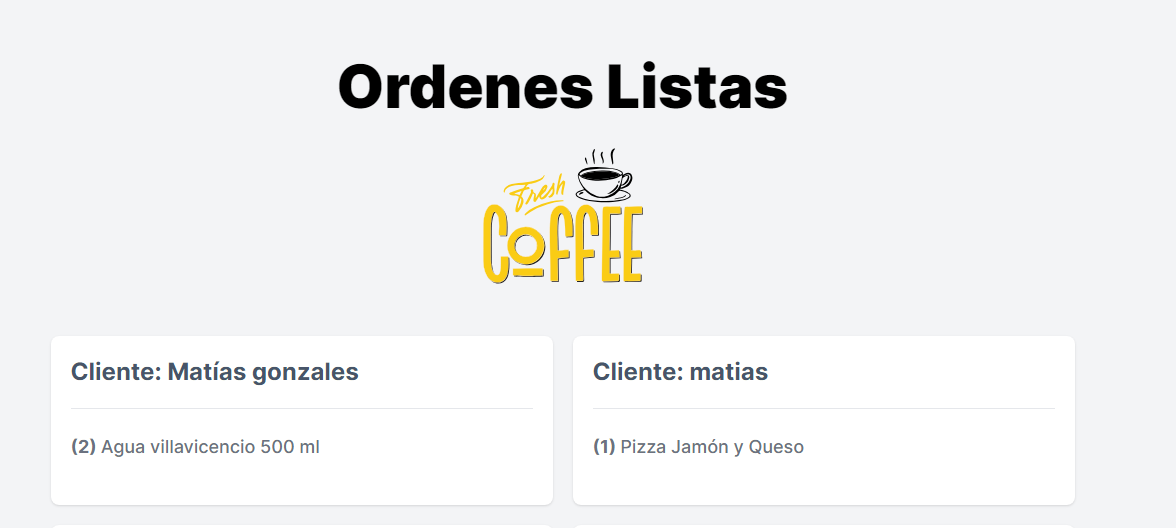 Ordenes Listas
Fresh
COFFEE
Cliente: Matías gonzales
(2) Agua villavicencio 500 ml
Cliente: matias
(1) Pizza Jamón y Queso